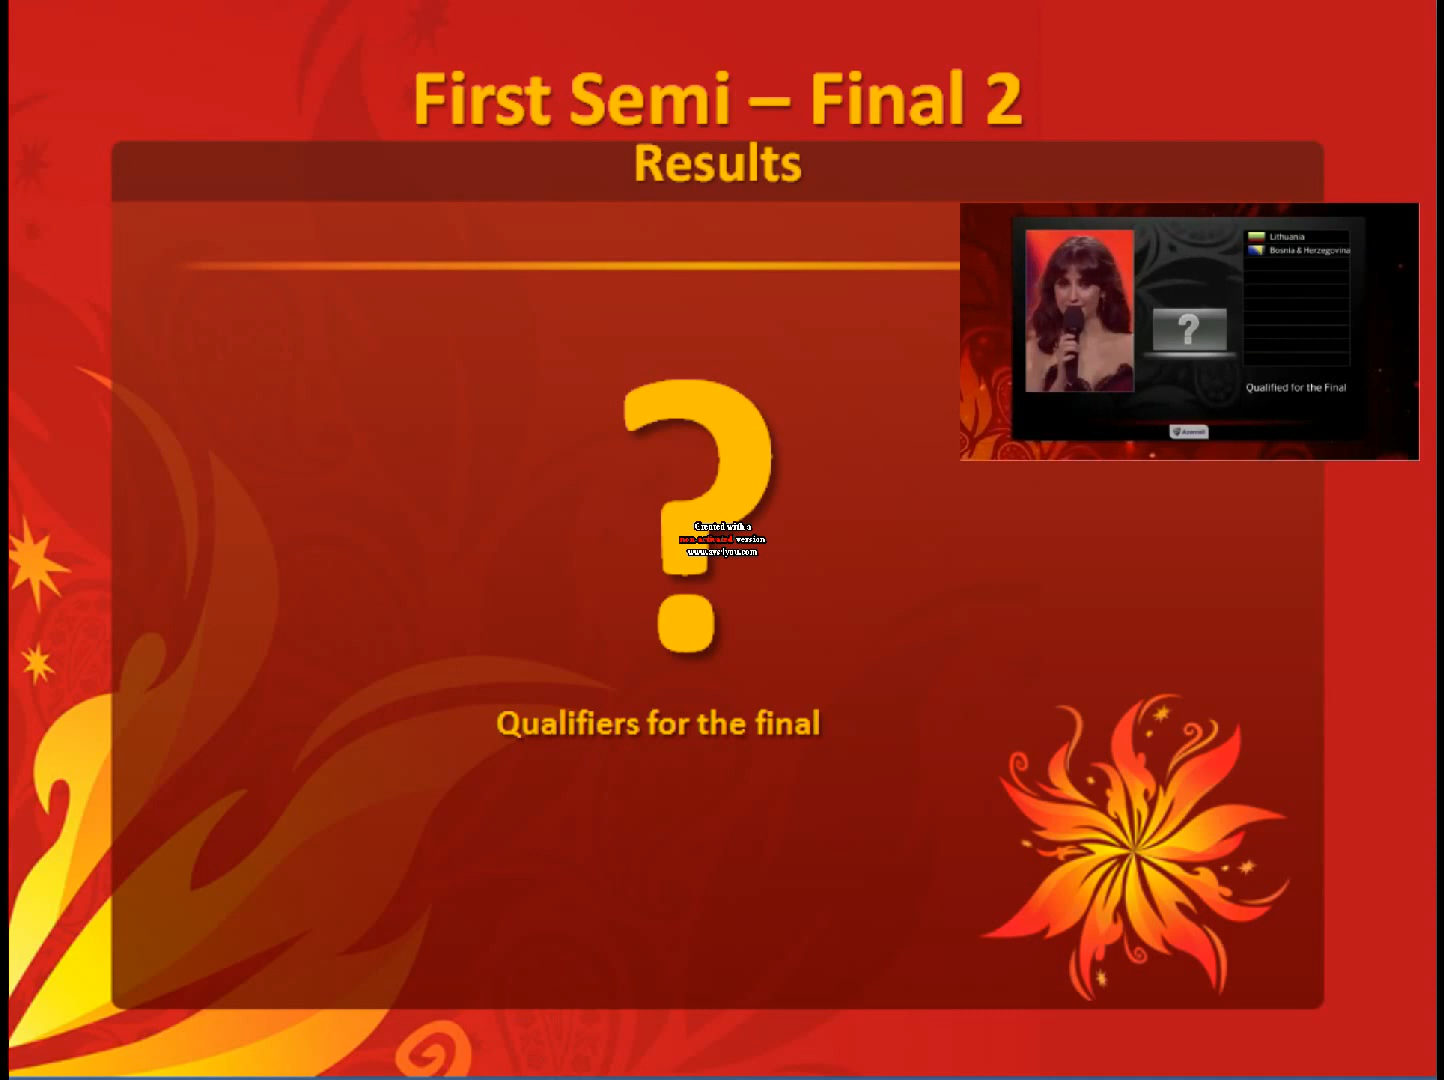 First Semi – Final 2
Results
Lithuania
Bosnia & Herzegovina
?
Qualified for the Final
Azercell
?
Created with a
non-activated version
www.avs4you.com
Qualifiers for the final